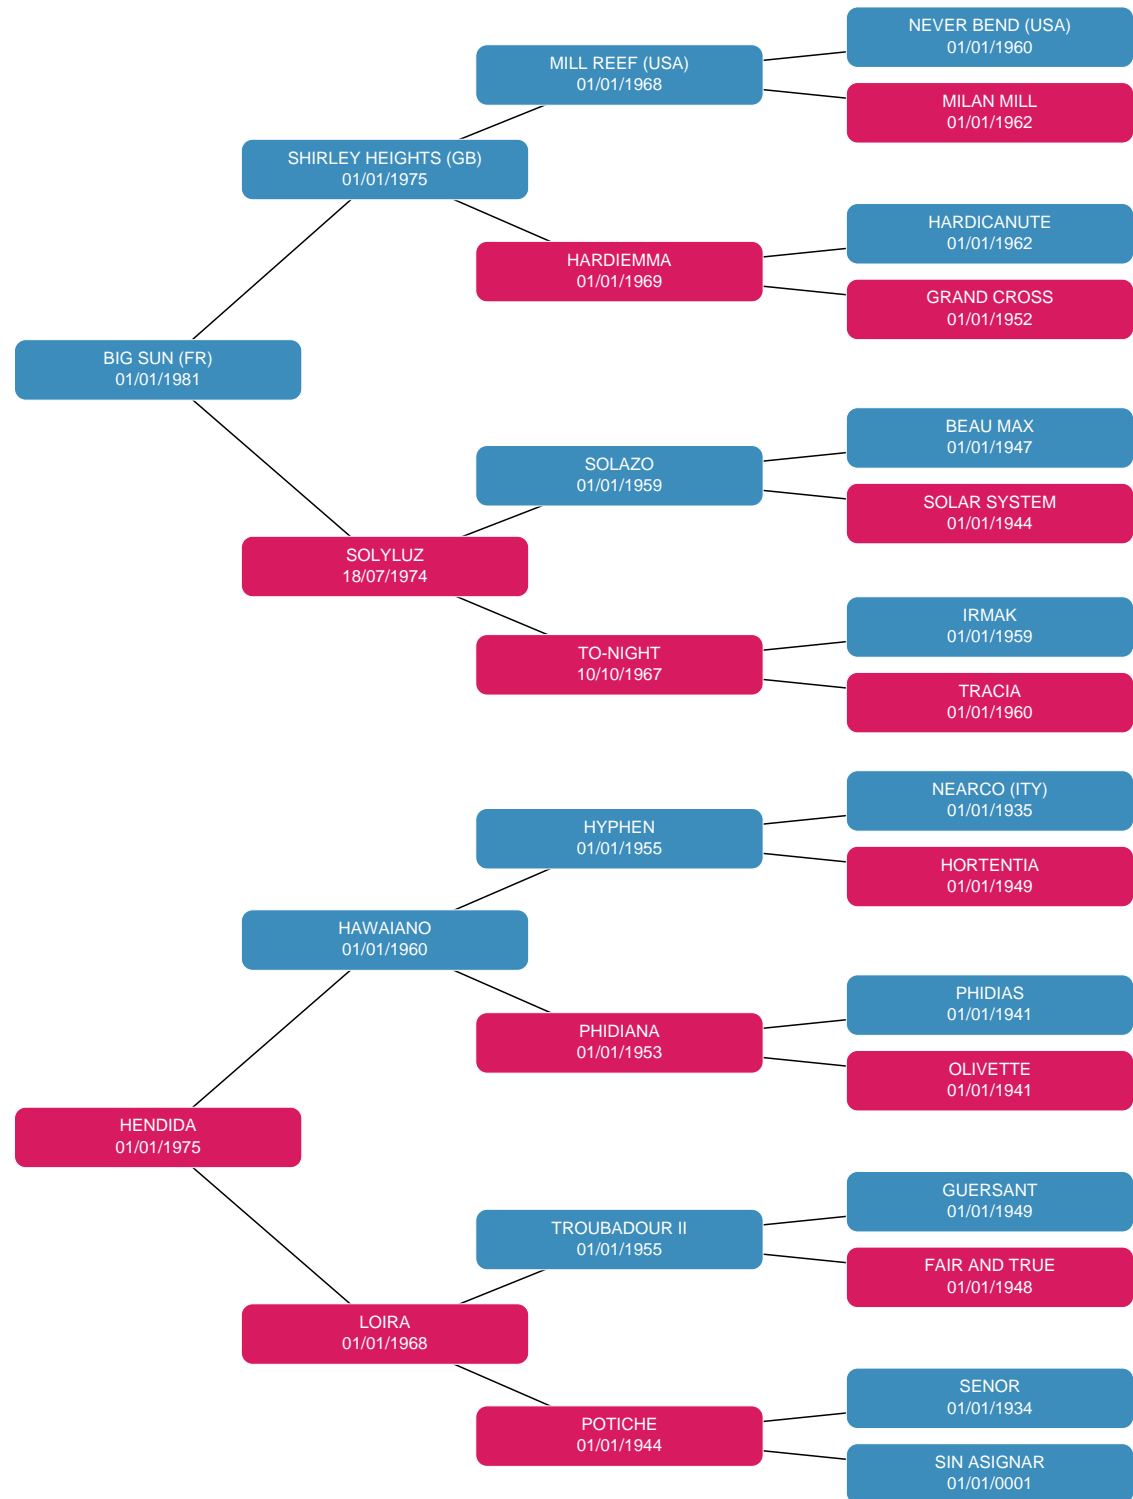 NEVER BEND (USA)
01/01/1960
MILL REEF (USA)
01/01/1968
MILAN MILL
01/01/1962
SHIRLEY HEIGHTS (GB)
01/01/1975
HARDICANUTE
01/01/1962
HARDIEMMA
01/01/1969
GRAND CROSS
01/01/1952
BIG SUN (FR)
01/01/1981
BEAU MAX
01/01/1947
SOLAZO
01/01/1959
SOLAR SYSTEM
01/01/1944
SOLYLUZ
18/07/1974
IRMAK
01/01/1959
TO-NIGHT
10/10/1967
TRACIA
01/01/1960
NEARCO (ITY)
01/01/1935
HYPHEN
01/01/1955
HORTENTIA
01/01/1949
HAWAIANO
01/01/1960
PHIDIAS
01/01/1941
PHIDIANA
01/01/1953
OLIVETTE
01/01/1941
HENDIDA
01/01/1975
GUERSANT
01/01/1949
TROUBADOUR II
01/01/1955
FAIR AND TRUE
01/01/1948
LOIRA
01/01/1968
SENOR
01/01/1934
POTICHE
01/01/1944
SIN ASIGNAR
01/01/0001